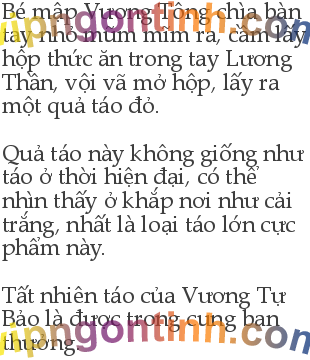 Bé mập Vương Tông chìa bàn
tay nhỏ mũm mĩm ra, cầm lấy
hộp thức ăn trong tay Lương
Thần, vội vã mở hộp, lấy ra
một quả táo đỏ.
Quả táo này không giống như
táo ở thời hiện đại, có thể
nhìn thấy ở khắp nơi như cải
trắng, nhất là loại táo lớn cực
phẩm này.
Tất nhiên táo của Vương Tự
Bảo là được trong cung ban
thưởng.
vipngontinh.com